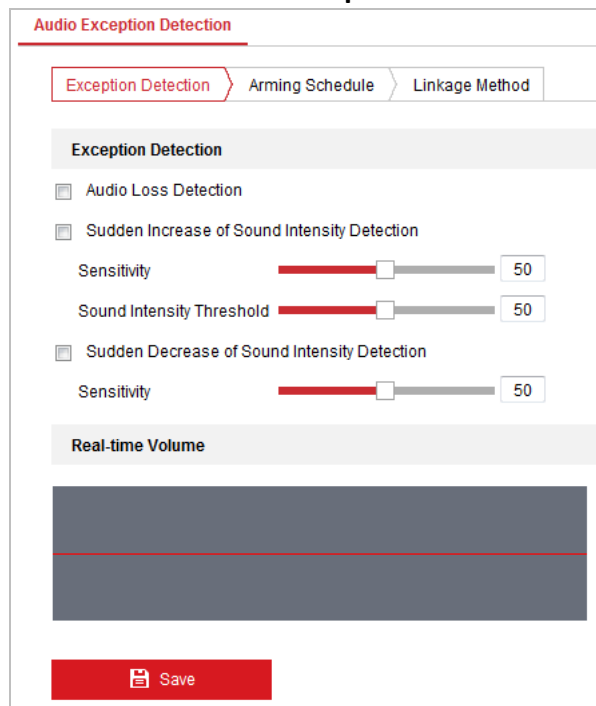 Audio Exception Detection
Exception Detection Arming Schedule Linkage Method
Exception Detection
Audio Loss Detection
Sudden Increase of Sound Intensity Detection
Sensitivity 50
Sound Intensity Threshold 50
Sudden Decrease of Sound Intensity Detection
Sensitivity 50
Real-time Volume
Save